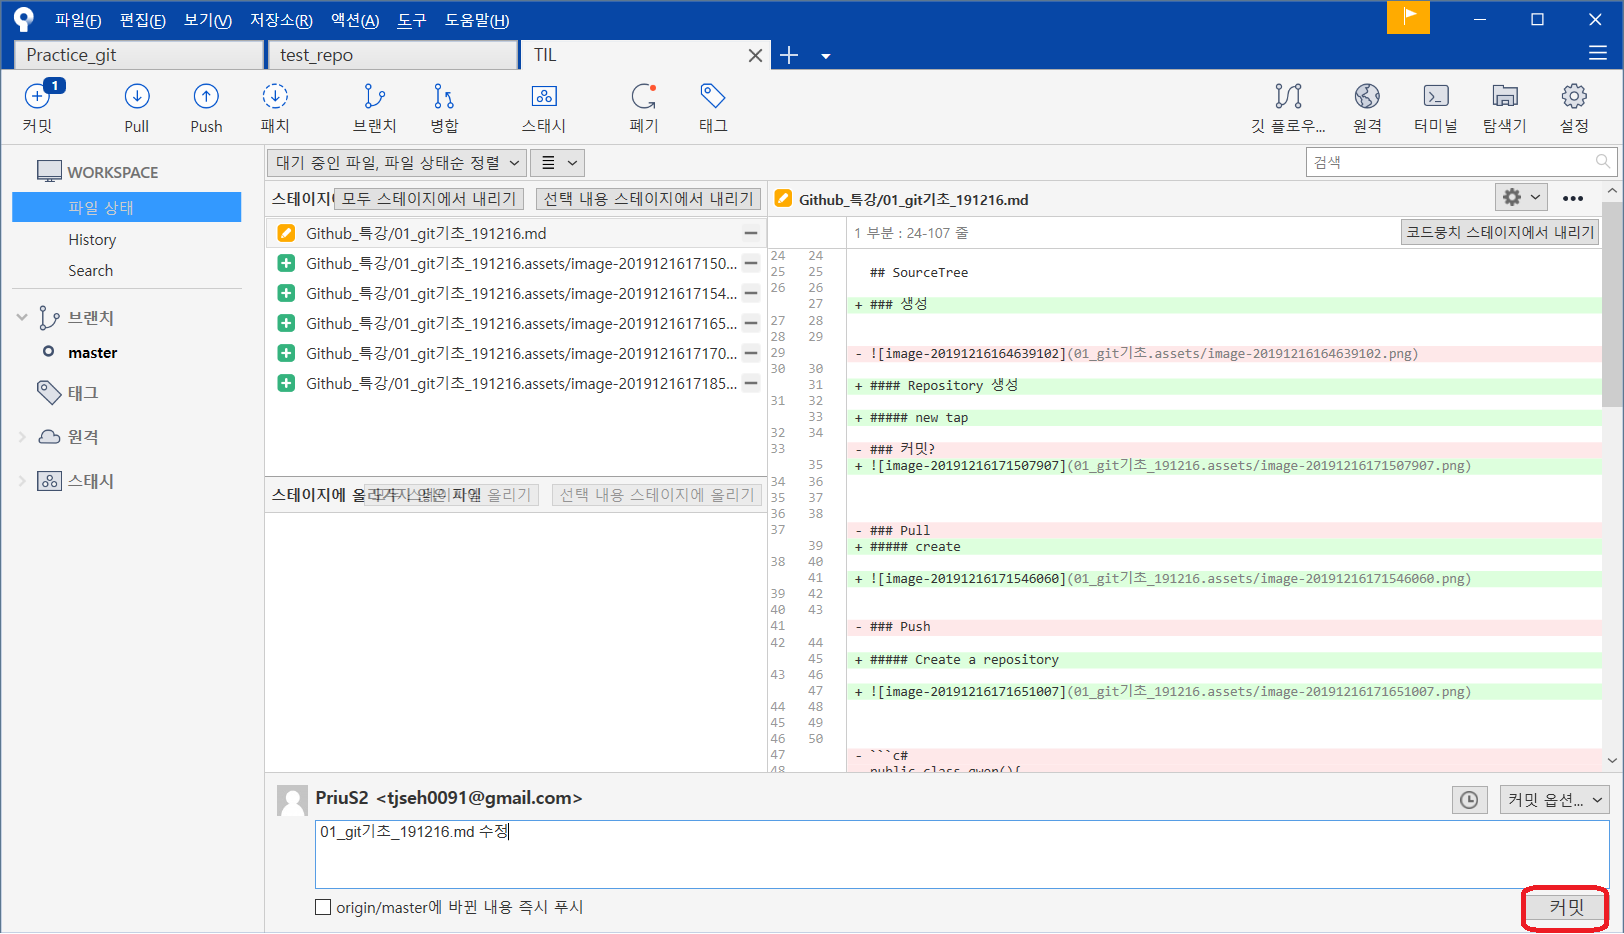 파일(F) 편집(E) 보기(V) 저장소(R) 액션(A) 도구 도움말(H)
Practice_git test_repo TIL
1
커밋 Pull Push 패치 브랜치 병합 스태시 폐기 태그 깃 플로우... 원격 터미널 탐색기 설정
WORKSPACE
파일 상태
History
Search
브랜치
master
태그
원격
스태시
대기 중인 파일, 파일 상태순 정렬
검색
모두 스테이지에서 내리기 선택 내용 스테이지에서 내리기
Github_특강/01_git기초_191216.md
Github_특강/01_git기초_191216.assets/image-2019121617150...
Github_특강/01_git기초_191216.assets/image-2019121617154...
Github_특강/01_git기초_191216.assets/image-2019121617165...
Github_특강/01_git기초_191216.assets/image-2019121617170...
Github_특강/01_git기초_191216.assets/image-2019121617185...
스테이지에 올 선택 내용 스테이지에 올리기
Github_특강/01_git기초_191216.md
1 부분 : 24-107 줄 코드뭉치 스테이지에서 내리기
24 24
25 25 ## SourceTree
26 26
27 + ### 생성
27 28
28 29
29 - ![image-20191216164639102](01_git기초.assets/image-20191216164639102.png)
30 30
31 + #### Repository 생성
31 32
33 + ##### new tap
32 34
33 - ### 커밋?
35 + ![image-20191216171507907](01_git기초_191216.assets/image-20191216171507907.png)
34 36
35 37
36 38
37 - ### Pull
39 + ##### create
38 40
41 + ![image-20191216171546060](01_git기초_191216.assets/image-20191216171546060.png)
39 42
40 43
41 - ### Push
42 44
45 + ##### Create a repository
43 46
47 + ![image-20191216171651007](01_git기초_191216.assets/image-20191216171651007.png)
44 48
45 49
46 50
47 - ```c#
48 public class qwer(){
PriuS2 <tjseh0091@gmail.com>
커밋 옵션...
01_git기초_191216.md 수정
origin/master에 바뀐 내용 즉시 푸시
커밋